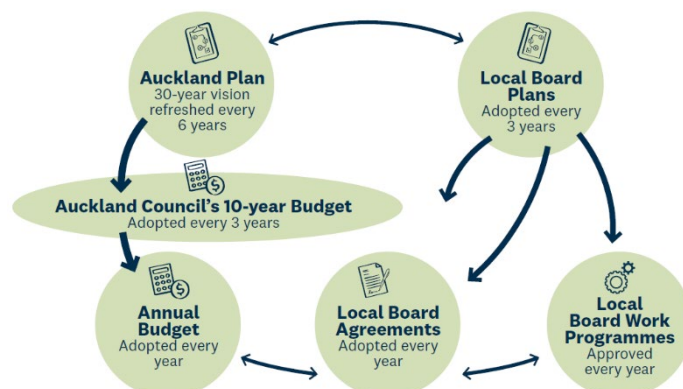 Auckland Plan
30-year vision
refreshed every
6 years
Local Board
Plans
Adopted every
3 years
Auckland Council's 10-year Budget
Adopted every 3 years
Annual
Budget
Adopted every
year
Local Board
Agreements
Adopted every
year
Local
Board Work
Programmes
Approved
every year